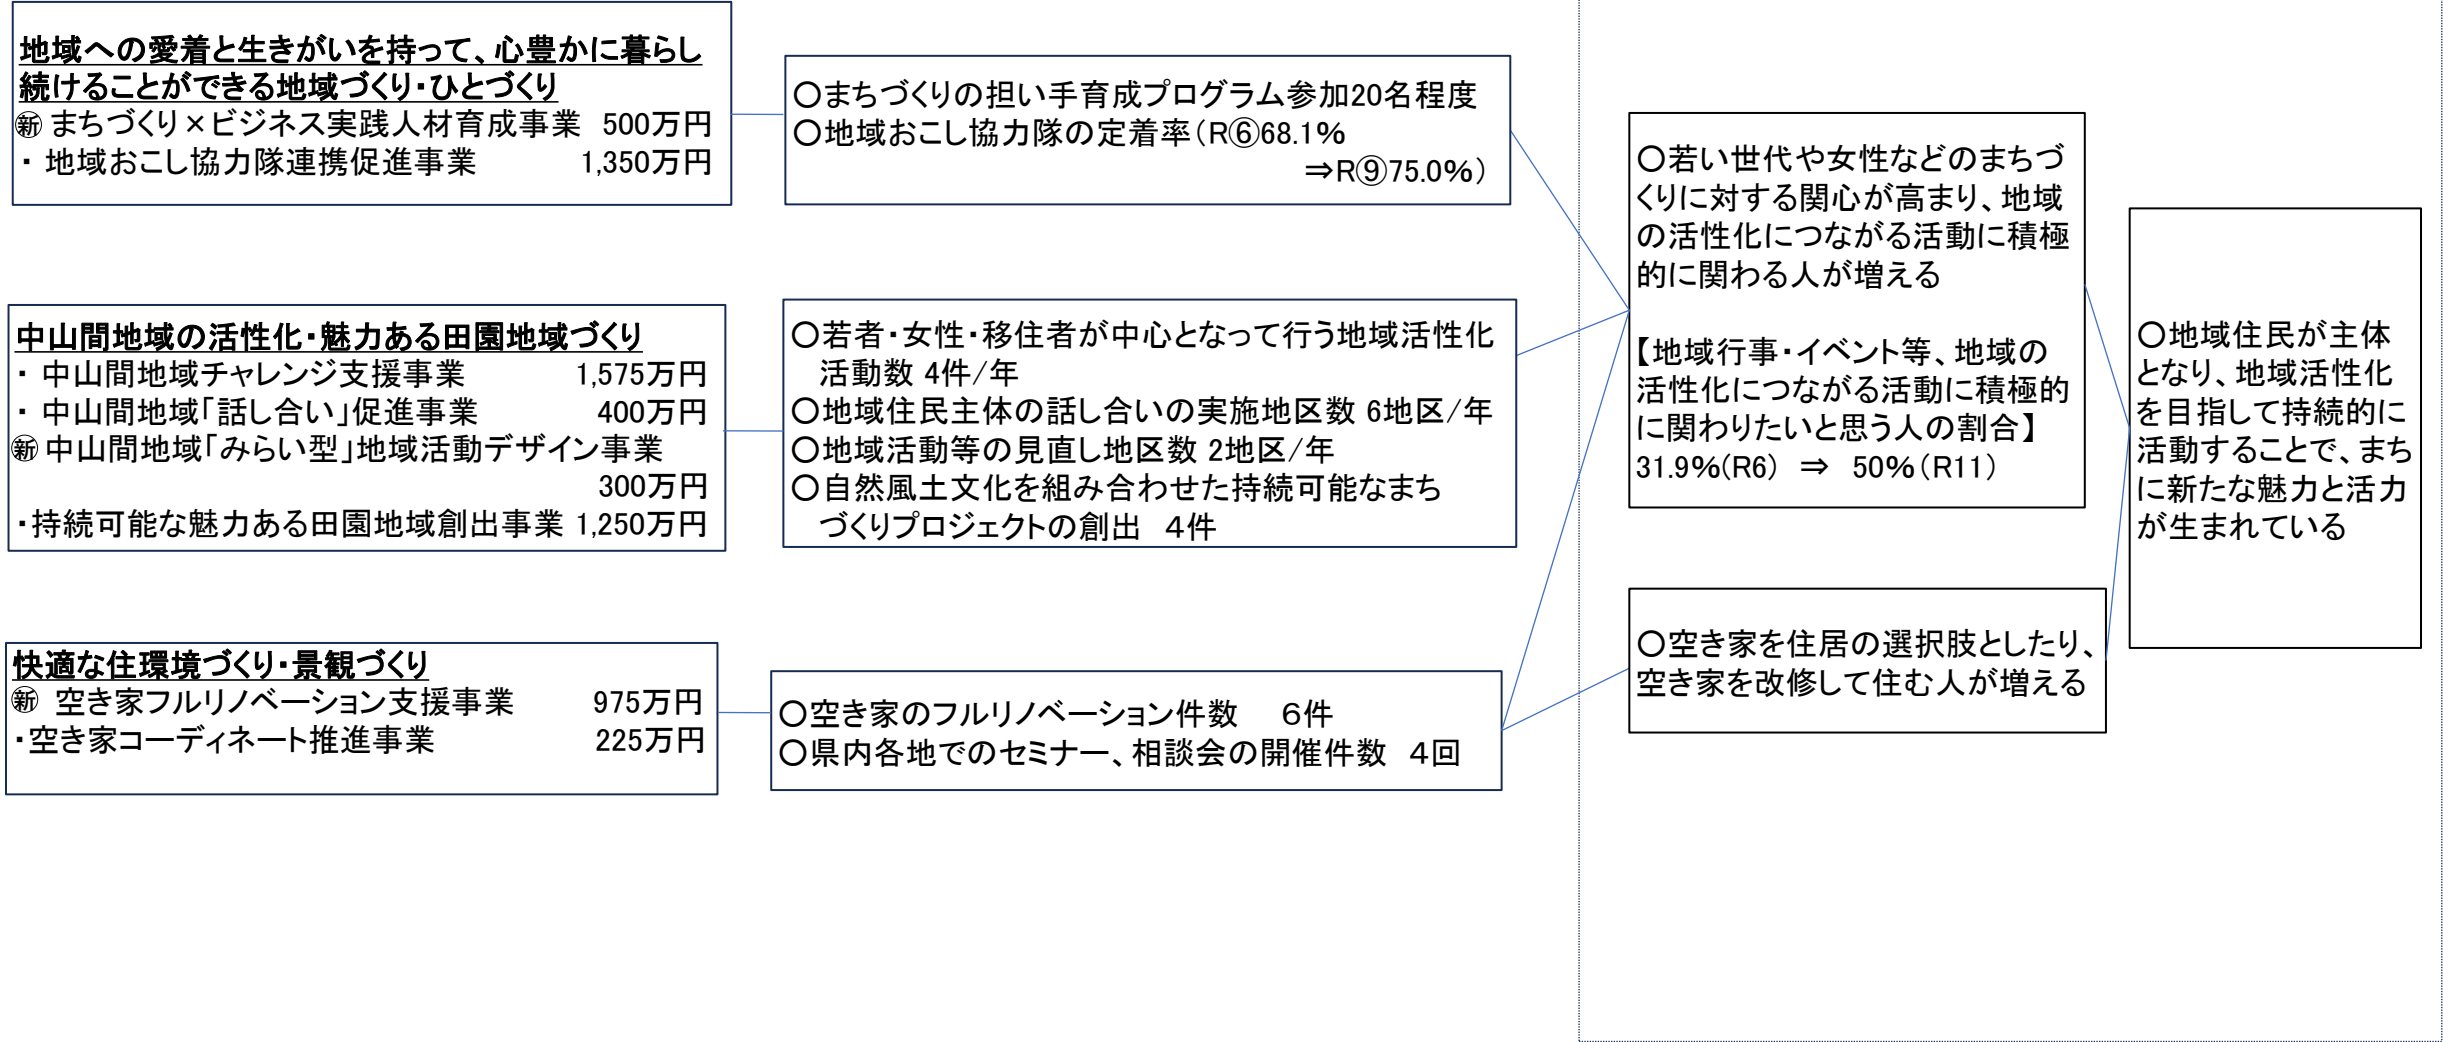 地域への愛着と生きがいを持って、心豊かに暮らし
続けることができる地域づくり・ひとづくり
㋛ まちづくり×ビジネス実践人材育成事業 500万円
・ 地域おこし協力隊連携促進事業 1,350万円
〇まちづくりの担い手育成プログラム参加20名程度
〇地域おこし協力隊の定着率（R⑥68.1%
⇒R⑨75.0%）
中山間地域の活性化・魅力ある田園地域づくり
・ 中山間地域チャレンジ支援事業 1,575万円
・ 中山間地域「話し合い」促進事業 400万円
新 中山間地域「みらい型」地域活動デザイン事業
300万円
・持続可能な魅力ある田園地域創出事業 1,250万円
〇若者・女性・移住者が中心となって行う地域活性化
活動数 4件/年
〇地域住民主体の話し合いの実施地区数 6地区/年
〇地域活動等の見直し地区数 2地区/年
〇自然風土文化を組み合わせた持続可能なまち
づくりプロジェクトの創出 ４件
快適な住環境づくり・景観づくり
新 空き家フルリノベーション支援事業 975万円
・空き家コーディネート推進事業 225万円
〇空き家のフルリノベーション件数 ６件
〇県内各地でのセミナー、相談会の開催件数 ４回
〇若い世代や女性などのまちづ
くりに対する関心が高まり、地域
の活性化につながる活動に積極
的に関わる人が増える
【地域行事・イベント等、地域の
活性化につながる活動に積極的
に関わりたいと思う人の割合】
31.9%(R6) ⇒ 50%（R11）
〇空き家を住居の選択肢としたり、
空き家を改修して住む人が増える
〇地域住民が主体
となり、地域活性化
を目指して持続的に
活動することで、まち
に新たな魅力と活力
が生まれている